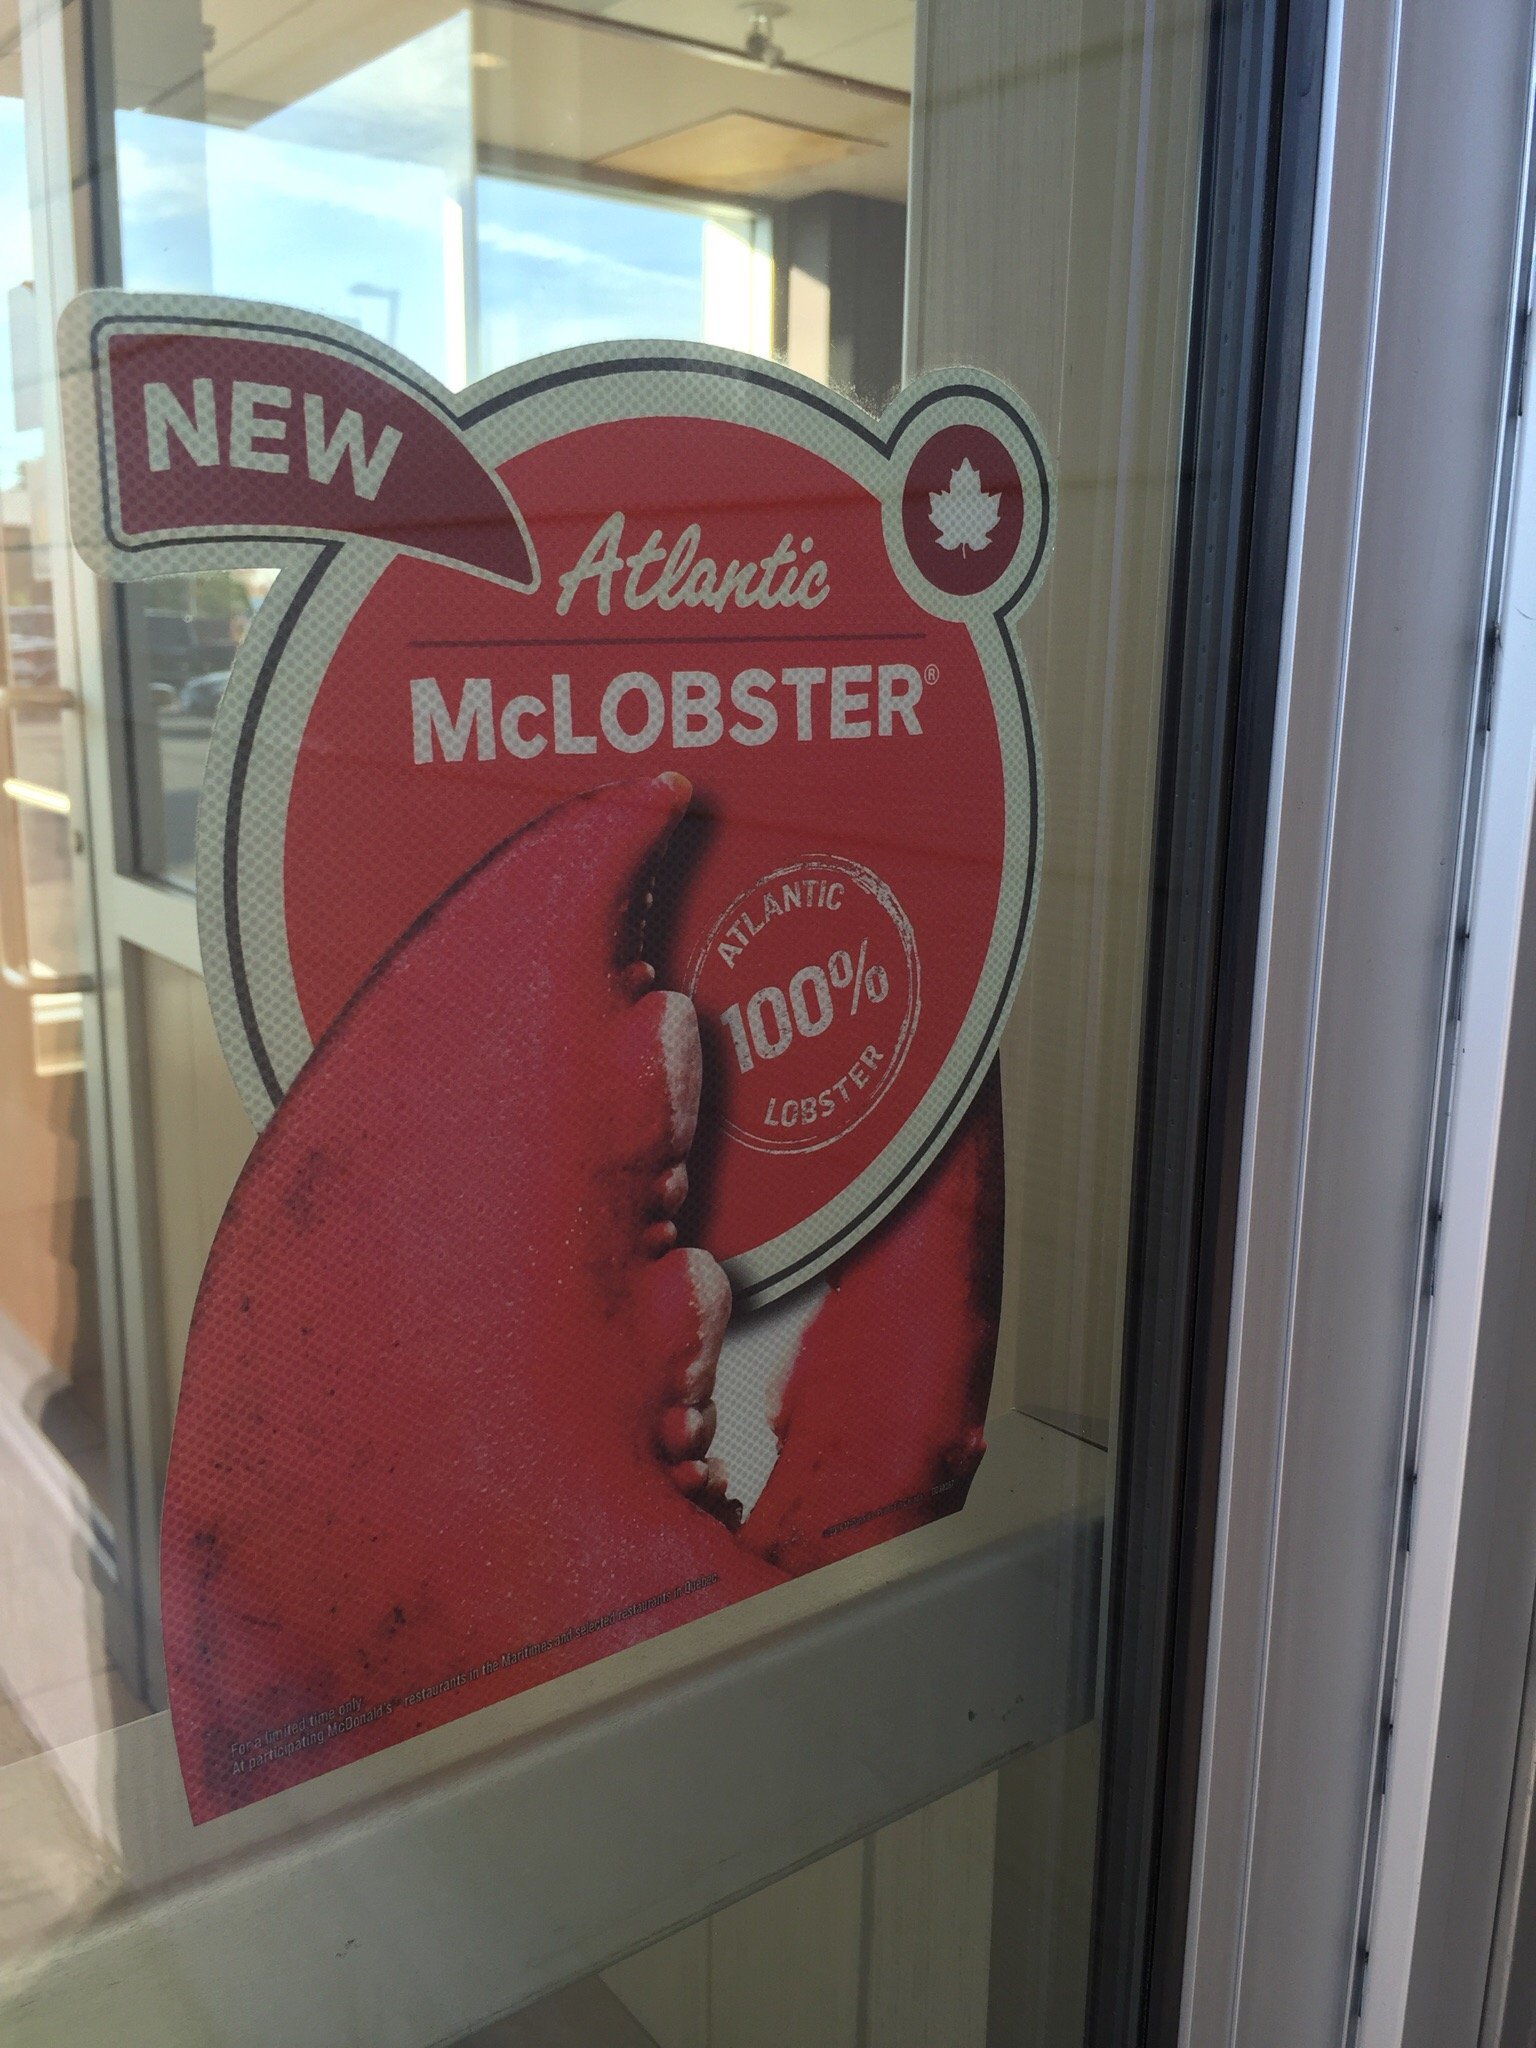 NEW
Atlantic
McLOBSTER®
ATLANTIC
100%
LOBSTER
For a limited time only.
At participating McDonald's restaurants in the Maritimes and selected restaurants in Quebec.